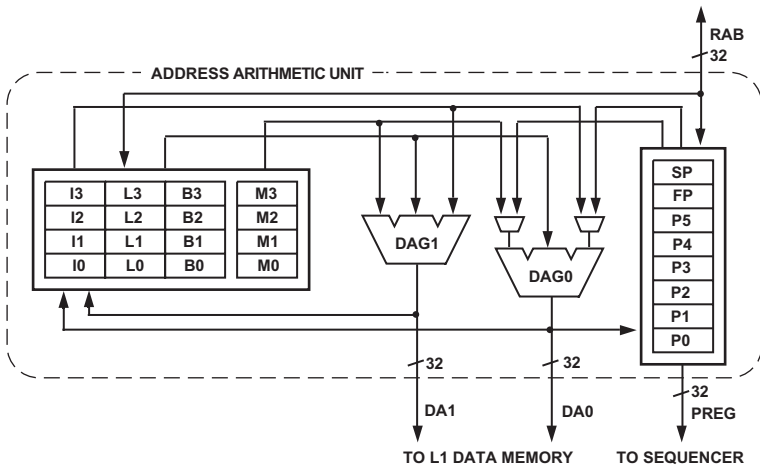 RAB
32
ADDRESS ARITHMETIC UNIT
I3 L3 B3 M3
I2 L2 B2 M2
I1 L1 B1 M1
I0 L0 B0 M0
DAG1
DAG0
SP
FP
P5
P4
P3
P2
P1
P0
32
32
32
DA1
DA0
PREG
TO L1 DATA MEMORY
TO SEQUENCER